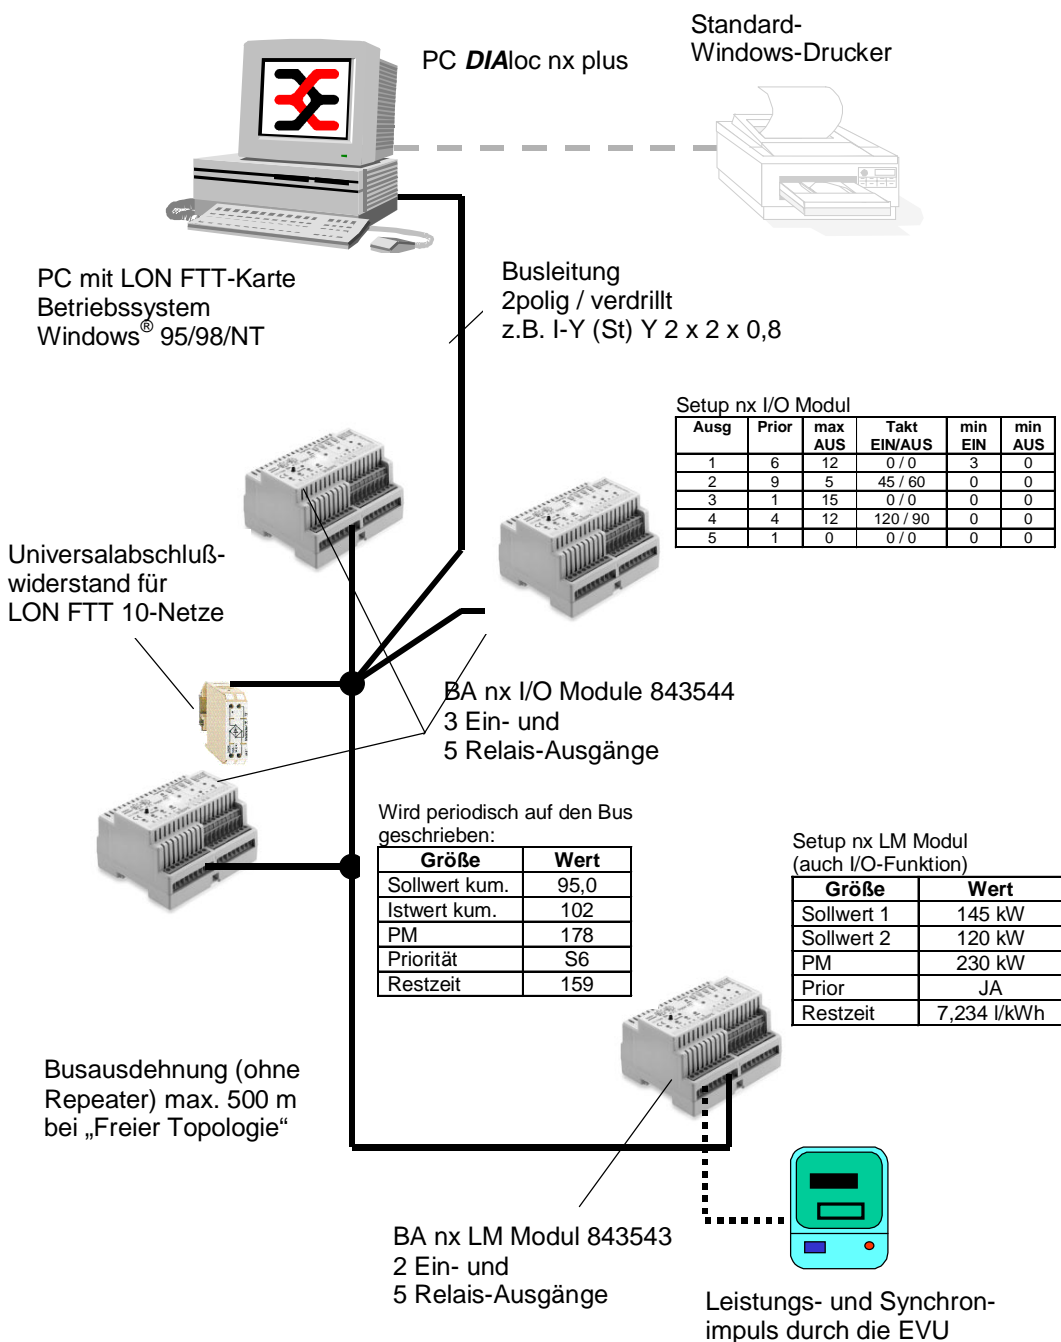 Standard-
Windows-Drucker
PC DIAloc nx plus
PC mit LON FTT-Karte
Betriebssystem
Windows® 95/98/NT
Busleitung
2polig / verdrillt
z.B. I-Y (St) Y 2 x 2 x 0,8
Setup nx I/O Modul
Ausg Prior max AUS Takt EIN/AUS min EIN min AUS
1 6 12 0 / 0 3 0
2 9 5 45 / 60 0 0
3 1 15 0 / 0 0 0
4 4 12 120 / 90 0 0
5 1 0 0 / 0 0 0
Universalabschluß-
widerstand für
LON FTT 10-Netze
BA nx I/O Module 843544
3 Ein- und
5 Relais-Ausgänge
Wird periodisch auf den Bus
geschrieben:
Größe Wert
Sollwert kum. 95,0
Istwert kum. 102
PM 178
Priorität S6
Restzeit 159
Setup nx LM Modul
(auch I/O-Funktion)
Größe Wert
Sollwert 1 145 kW
Sollwert 2 120 kW
PM 230 kW
Prior JA
Restzeit 7,234 I/kWh
Busausdehnung (ohne
Repeater) max. 500 m
bei „Freier Topologie“
BA nx LM Modul 843543
2 Ein- und
5 Relais-Ausgänge
Leistungs- und Synchron-
impuls durch die EVU